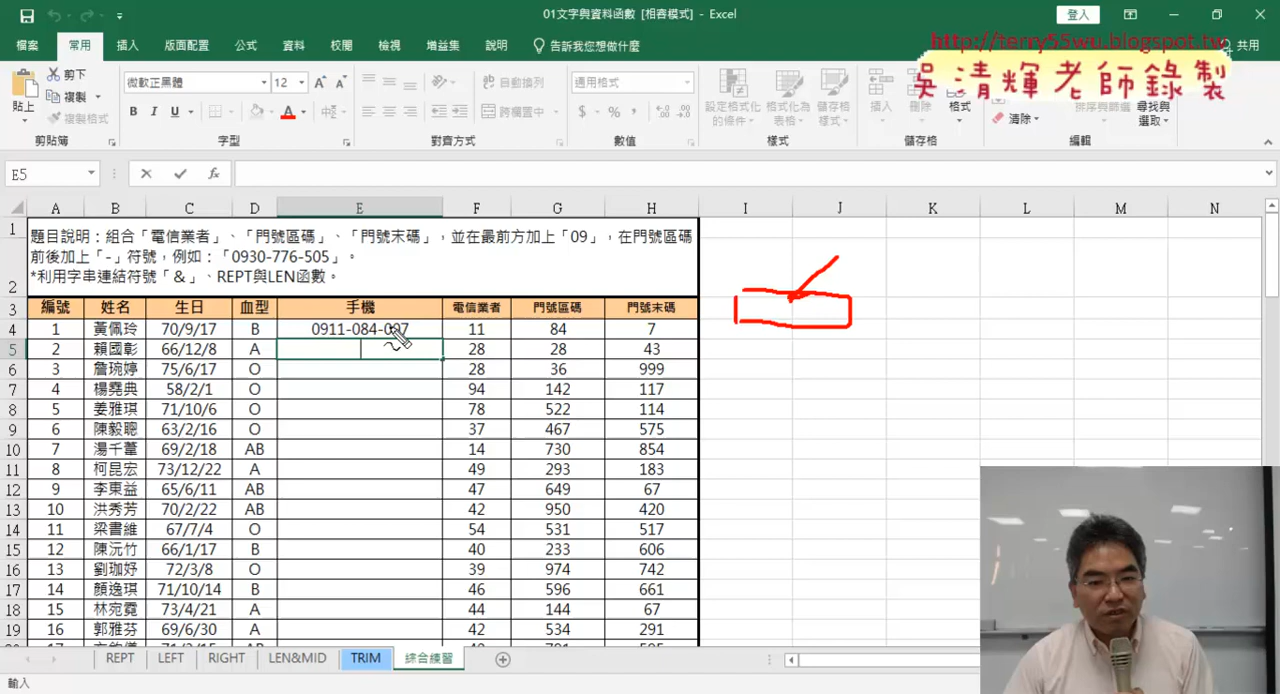 01文字與資料函數 [相容模式] - Excel
登入
檔案 常用 插入 版面配置 公式 資料 校閱 檢視 增益集 說明 告訴我您想做什麼 共用
http://terry55wu.blogspot.tw
吳清輝老師錄製
貼上 剪下 複製 複製格式
微軟正黑體 12
B I U
自動換列
跨欄置中
通用格式
$ %
設定格式化的條件 格式化為表格 儲存格樣式
插入 刪除 格式
清除 排序與篩選 尋找與選取
剪貼簿 字型 對齊方式 數值 樣式 儲存格 編輯
E5 fx
A B C D E F G H I J K L M N
1 題目說明：組合「電信業者」、「門號區碼」、「門號末碼」，並在最前方加上「09」，在門號區碼
前後加上「-」符號，例如：「0930-776-505」。
2 *利用字串連結符號「&」、REPT與LEN函數。
3 編號 姓名 生日 血型 手機 電信業者 門號區碼 門號末碼
4 1 黃佩玲 70/9/17 B 0911-084-007 11 84 7
5 2 賴國彰 66/12/8 A 28 28 43
6 3 詹琬婷 75/6/17 O 28 36 999
7 4 楊堯典 58/2/1 O 94 142 117
8 5 姜雅琪 71/10/6 O 78 522 114
9 6 陳毅聰 63/2/16 O 37 467 575
10 7 湯千葦 69/2/18 AB 14 730 854
11 8 柯昆宏 73/12/22 A 49 293 183
12 9 李東益 65/6/11 AB 47 649 67
13 10 洪秀芳 70/2/22 AB 42 950 420
14 11 梁書維 67/7/4 O 54 531 517
15 12 陳沅竹 66/1/17 B 40 233 606
16 13 劉珈妤 72/3/8 O 39 974 742
17 14 顏逸琪 71/10/14 B 46 596 661
18 15 林宛霓 73/4/21 A 44 144 67
19 16 郭雅芬 69/6/30 A 42 534 291
REPT LEFT RIGHT LEN&MID TRIM 綜合練習
輸入